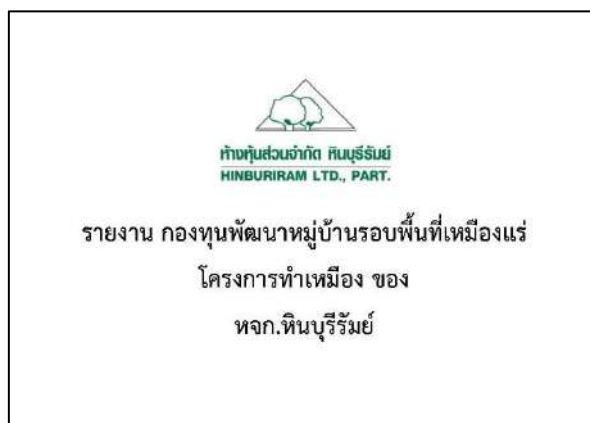 ห้างหุ้นส่วนจำกัด หินบุรีรัมย์
HINBURIRAM LTD., PART.
รายงาน กองทุนพัฒนาหมู่บ้านรอบพื้นที่เหมืองแร่
โครงการทำเหมือง ของ
หจก.หินบุรีรัมย์